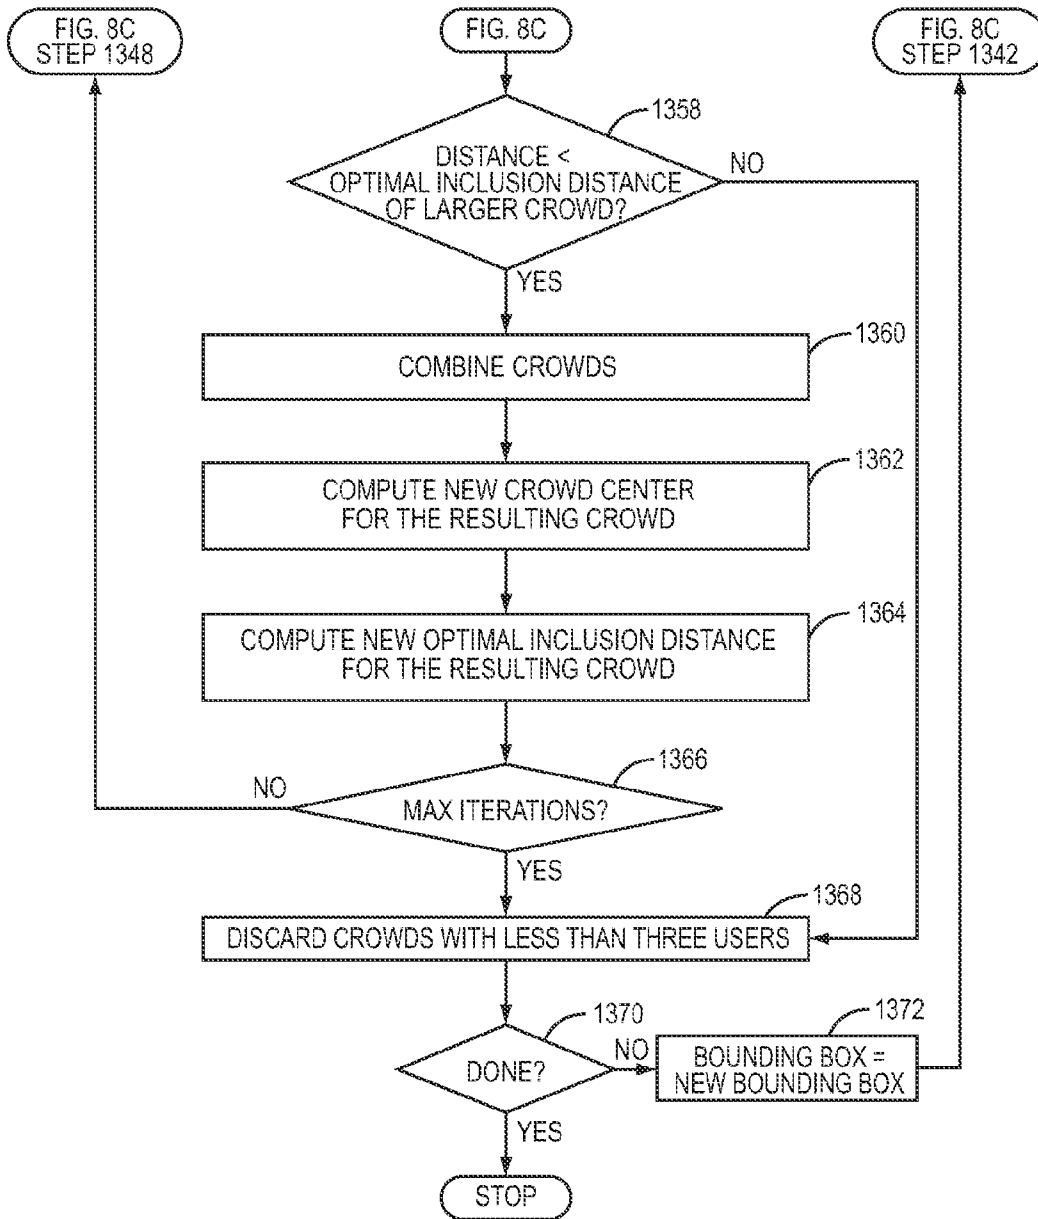 FIG. 8C
STEP 1348
FIG. 8C
FIG. 8C
STEP 1342
1358
DISTANCE <
OPTIMAL INCLUSION DISTANCE
OF LARGER CROWD?
NO
YES
1360
COMBINE CROWDS
1362
COMPUTE NEW CROWD CENTER
FOR THE RESULTING CROWD
1364
COMPUTE NEW OPTIMAL INCLUSION DISTANCE
FOR THE RESULTING CROWD
1366
NO
MAX ITERATIONS?
YES
1368
DISCARD CROWDS WITH LESS THAN THREE USERS
1370
DONE?
NO
1372
BOUNDING BOX =
NEW BOUNDING BOX
YES
STOP